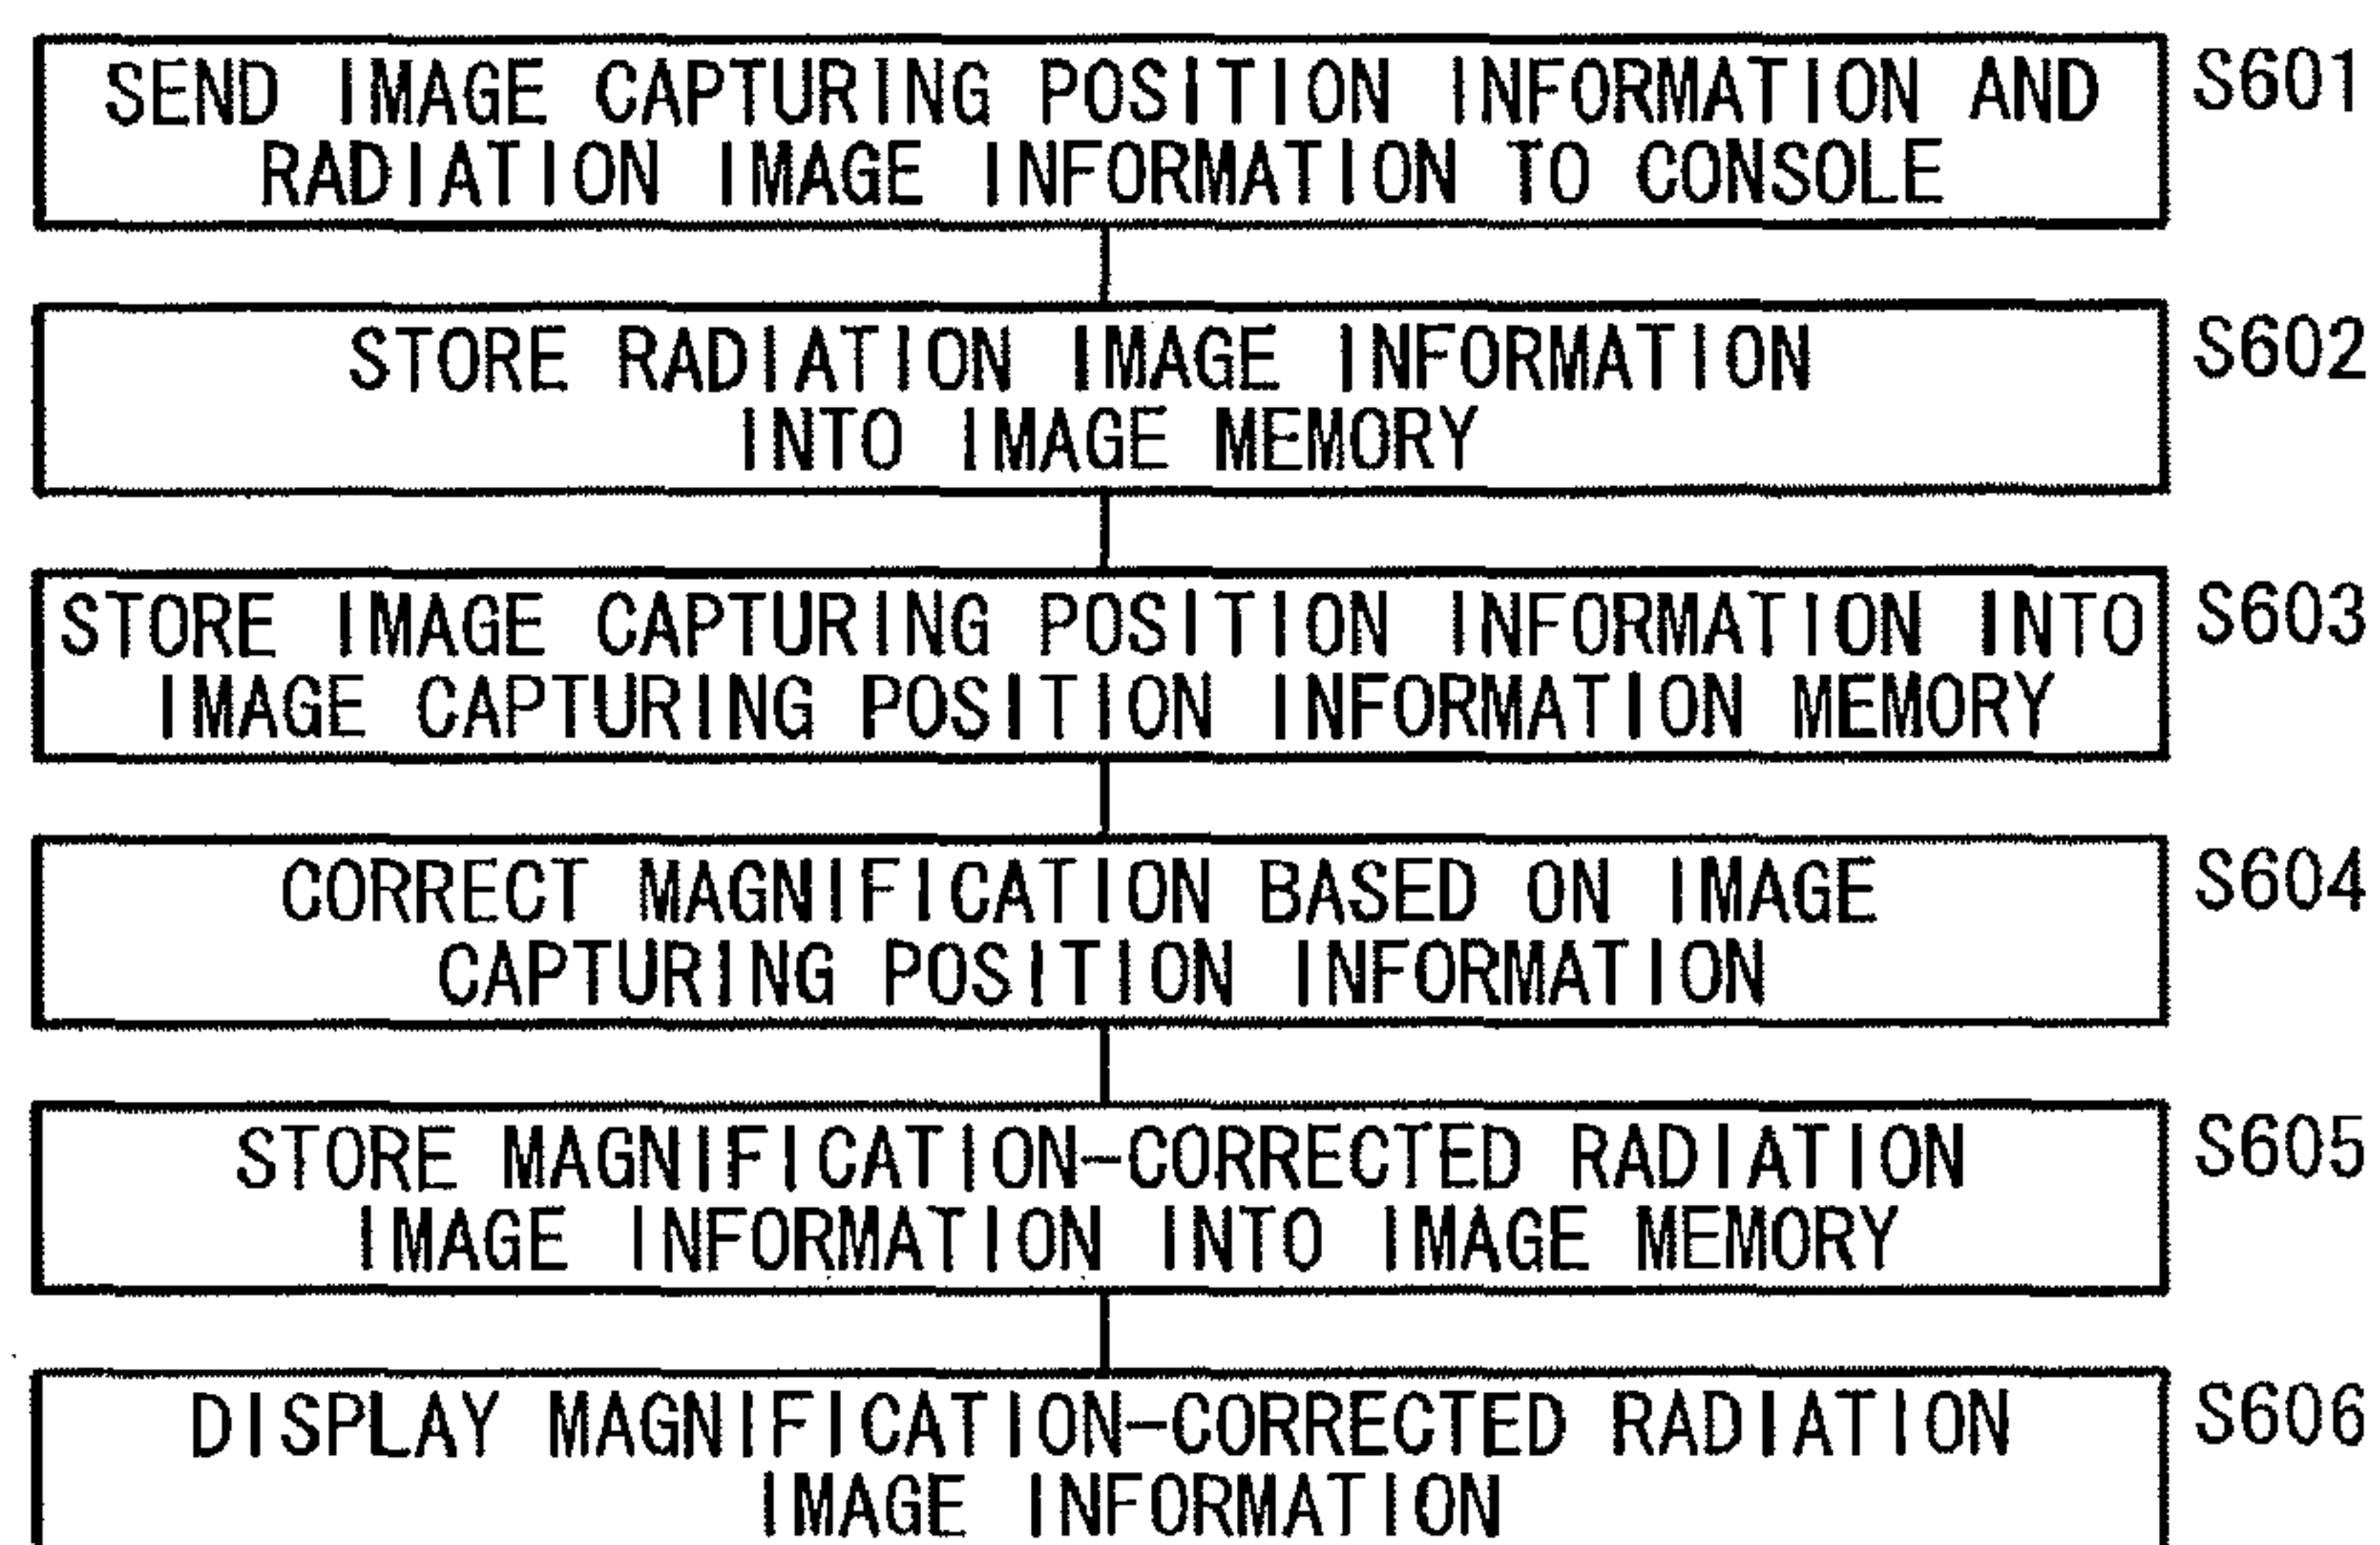 SEND IMAGE CAPTURING POSITION INFORMATION AND S601
RADIATION IMAGE INFORMATION TO CONSOLE
STORE RADIATION IMAGE INFORMATION S602
INTO IMAGE MEMORY
STORE IMAGE CAPTURING POSITION INFORMATION INTO S603
IMAGE CAPTURING POSITION INFORMATION MEMORY
CORRECT MAGNIFICATION BASED ON IMAGE S604
CAPTURING POSITION INFORMATION
STORE MAGNIFICATION-CORRECTED RADIATION S605
IMAGE INFORMATION INTO IMAGE MEMORY
DISPLAY MAGNIFICATION-CORRECTED RADIATION S606
IMAGE INFORMATION